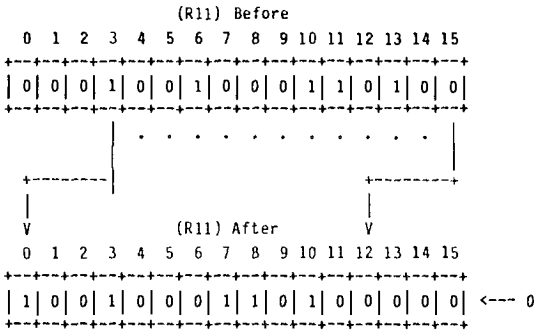 (R11) Before
0 1 2 3 4 5 6 7 8 9 10 11 12 13 14 15
+--+--+--+--+--+--+--+--+--+--+--+--+--+--+--+--+
| 0| 0| 0| 1| 0| 0| 1| 0| 0| 0| 1| 1| 0| 1| 0| 0|
+--+--+--+--+--+--+--+--+--+--+--+--+--+--+--+--+
| . . . . . . . . . . . |
+--------- +---------+
| |
V (R11) After V
0 1 2 3 4 5 6 7 8 9 10 11 12 13 14 15
+--+--+--+--+--+--+--+--+--+--+--+--+--+--+--+--+
| 1| 0| 0| 1| 0| 0| 0| 1| 1| 0| 1| 0| 0| 0| 0| 0| <--- 0
+--+--+--+--+--+--+--+--+--+--+--+--+--+--+--+--+